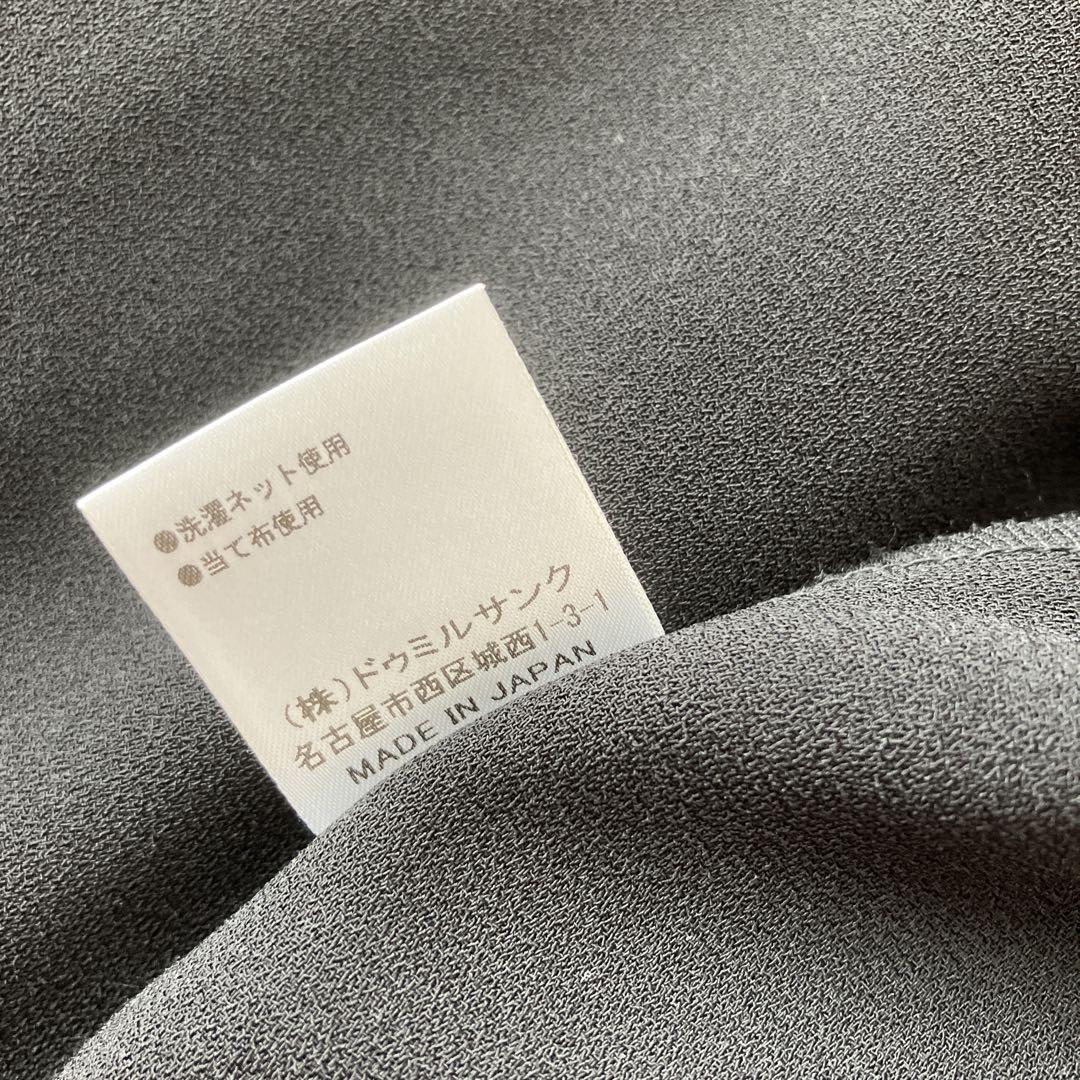 ●洗濯ネット使用
●当て布使用
(株)ドゥミルサンク
名古屋市西区城西1-3-1
MADE IN JAPAN